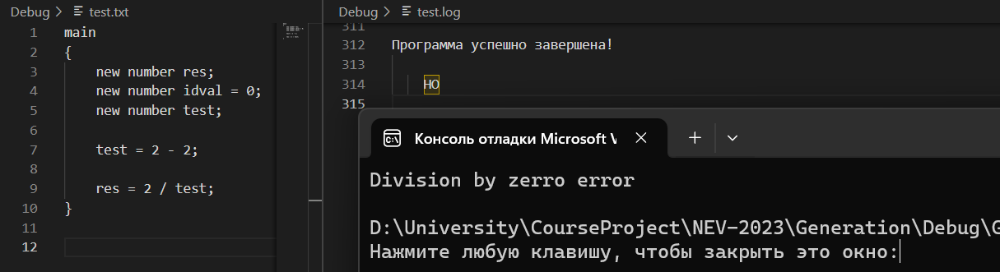 Debug > test.txt
1 main
2 {
3 new number res;
4 new number idval = 0;
5 new number test;
6
7 test = 2 - 2;
8
9 res = 2 / test;
10 }
11
12
Debug > test.log
311
312 Программа успешно завершена!
313
314 НО
315
Консоль отладки Microsoft V
Division by zerro error
D:\University\CourseProject\NEV-2023\Generation\Debug\G
Нажмите любую клавишу, чтобы закрыть это окно: